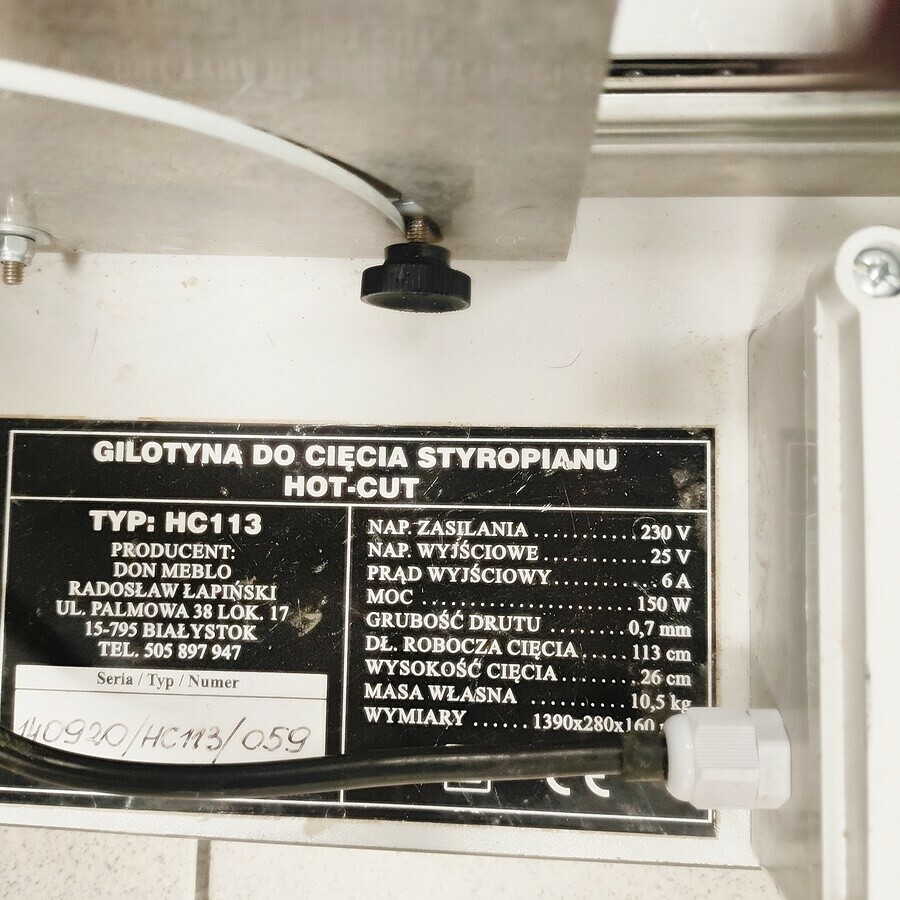 GILOTYNA DO CIĘCIA STYROPIANU
HOT-CUT
TYP: HC113
PRODUCENT:
DON MEBLO
RADOSŁAW ŁAPIŃSKI
UL. PALMOWA 38 LOK. 17
15-795 BIAŁYSTOK
TEL. 505 897 947
Seria / Typ / Numer
140920/HC113/059
NAP. ZASILANIA ........... 230 V
NAP. WYJŚCIOWE .......... 25 V
PRĄD WYJŚCIOWY............ 6 A
MOC ...................... 150 W
GRUBOŚĆ DRUTU ........ 0,7 mm
DŁ. ROBOCZA CIĘCIA....... 113 cm
WYSOKOŚĆ CIĘCIA......... 26 cm
MASA WŁASNA ............ 10,5 kg
WYMIARY ...... 1390x280x160
CE